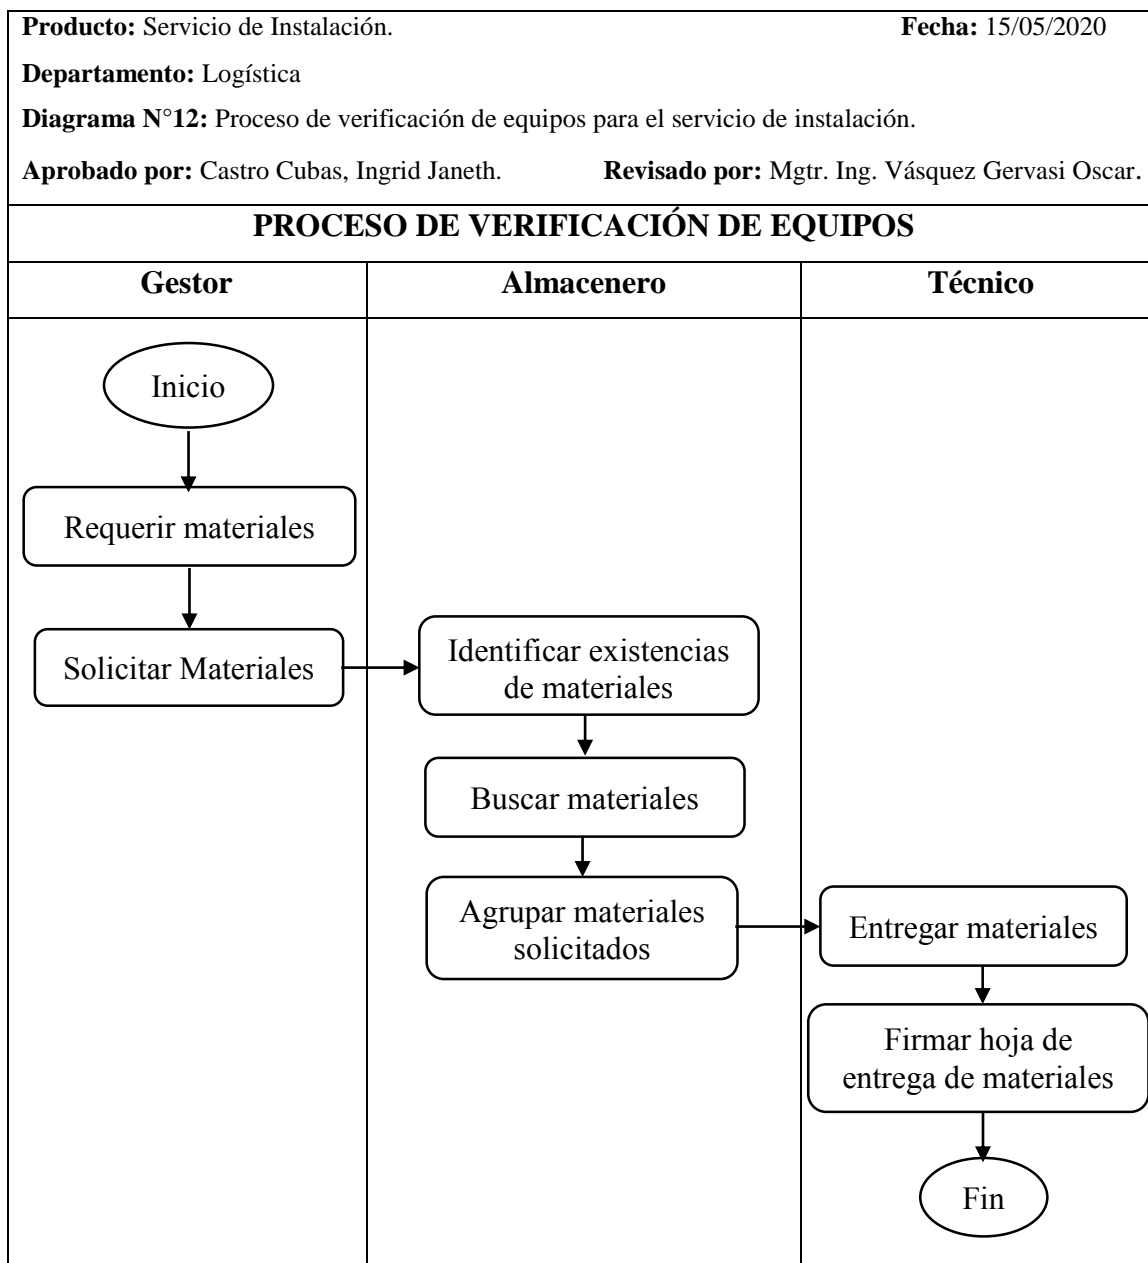 Producto: Servicio de Instalación. Fecha: 15/05/2020
Departamento: Logística
Diagrama N°12: Proceso de verificación de equipos para el servicio de instalación.
Aprobado por: Castro Cubas, Ingrid Janeth. Revisado por: Mgtr. Ing. Vásquez Gervasi Oscar.
PROCESO DE VERIFICACIÓN DE EQUIPOS
Gestor Almacenero Técnico
Inicio
Requerir materiales
Solicitar Materiales
Identificar existencias
de materiales
Buscar materiales
Agrupar materiales
solicitados
Entregar materiales
Firmar hoja de
entrega de materiales
Fin